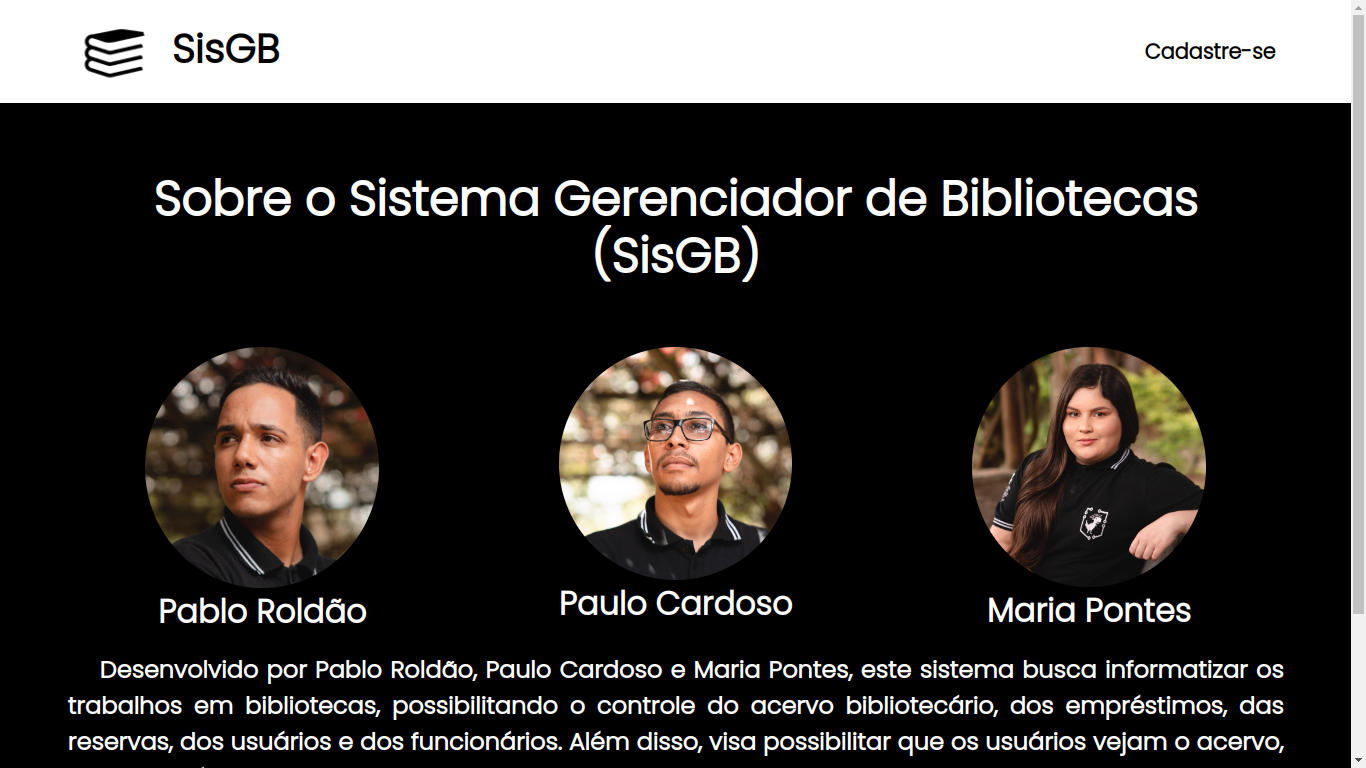 SisGB
Cadastre-se
Sobre o Sistema Gerenciador de Bibliotecas
(SisGB)
Pablo Roldão
Paulo Cardoso
Maria Pontes
Desenvolvido por Pablo Roldão, Paulo Cardoso e Maria Pontes, este sistema busca informatizar os
trabalhos em bibliotecas, possibilitando o controle do acervo bibliotecário, dos empréstimos, das
reservas, dos usuários e dos funcionários. Além disso, visa possibilitar que os usuários vejam o acervo,